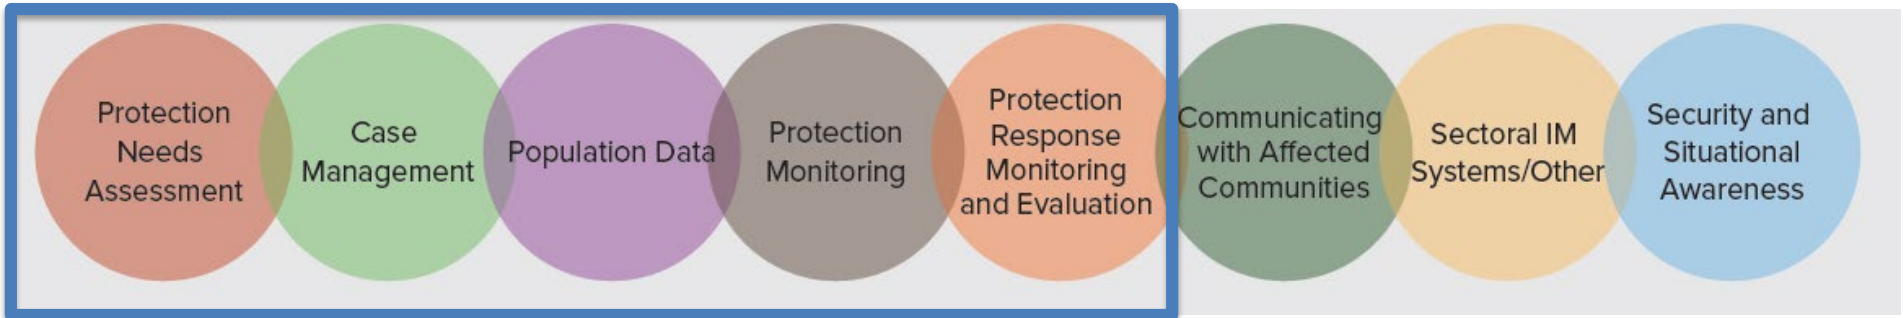 Protection
Needs
Assessment
Case
Management
Population Data
Protection
Monitoring
Protection
Response
Monitoring
and Evaluation
Communicating
with Affected
Communities
Sectoral IM
Systems/Other
Security and
Situational
Awareness